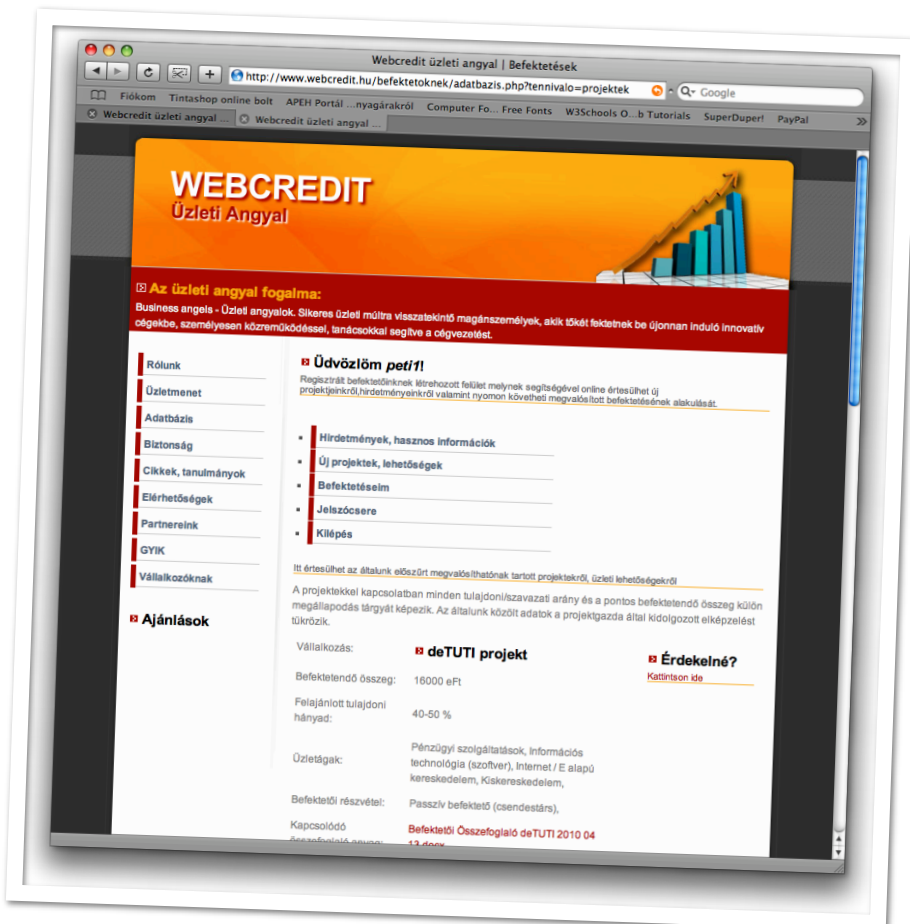 Webcredit üzleti angyal | Befektetések
http://www.webcredit.hu/befektetoknek/adatbazis.php?tennivalo=projektek
Google
Fiókom Tintashop online bolt APEH Portál ...nyagárakról Computer Fo... Free Fonts W3Schools O...b Tutorials SuperDuper! PayPal
Webcredit üzleti angyal ... Webcredit üzleti angyal ...
WEBCREDIT
Üzleti Angyal
Az üzleti angyal fogalma:
Business angels - Üzleti angyalok. Sikeres üzleti múltra visszatekintő magánszemélyek, akik tőkét fektetnek be újonnan induló innovatív
cégekbe, személyesen közreműködéssel, tanácsokkal segítve a cégvezetést.
Rólunk
Üzletmenet
Adatbázis
Biztonság
Cikkek, tanulmányok
Elérhetőségek
Partnereink
GYIK
Vállalkozóknak
Ajánlások
Üdvözlöm peti1!
Regisztrált befektetőinknek létrehozott felület melynek segítségével online értesülhet új
projektjeinkről,hirdetményeinkről valamint nyomon követheti megvalósított befektetésének alakulását.
Hirdetmények, hasznos információk
Új projektek, lehetőségek
Befektetéseim
Jelszócsere
Kilépés
Itt értesülhet az általunk előszűrt megvalósíthatónak tartott projektekről, üzleti lehetőségekről
A projektekkel kapcsolatban minden tulajdoni/szavazati arány és a pontos befektetendő összeg külön
megállapodás tárgyát képezik. Az általunk közölt adatok a projektgazda által kidolgozott elképzelést
tükrözik.
Vállalkozás: deTUTI projekt
Érdekelné?
Kattintson ide
Befektetendő összeg: 16000 eFt
Felajánlott tulajdoni
hányad: 40-50 %
Üzletágak: Pénzügyi szolgáltatások, Információs
technológia (szoftver), Internet / E alapú
kereskedelem, Kiskereskedelem,
Befektetői részvétel: Passzív befektető (csendestárs),
Kapcsolódó
összefoglaló anyag: Befektetői Összefoglaló deTUTI 2010 04
13.docx